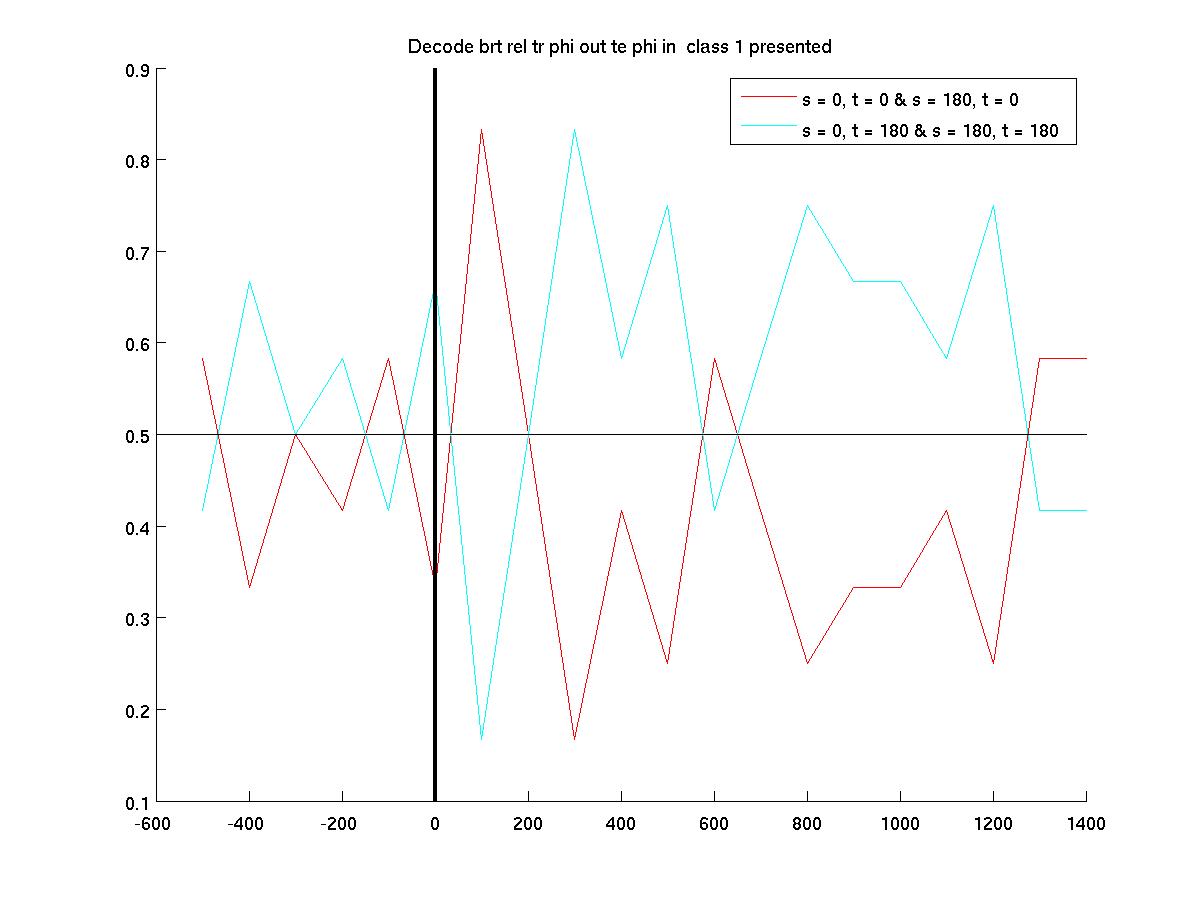 Decode brt rel tr phi out te phi in  class 1 presented
s = 0, t = 0 & s = 180, t = 0
s = 0, t = 180 & s = 180, t = 180
0.9
0.8
0.7
0.6
0.5
0.4
0.3
0.2
0.1
-600 -400 -200 0 200 400 600 800 1000 1200 1400